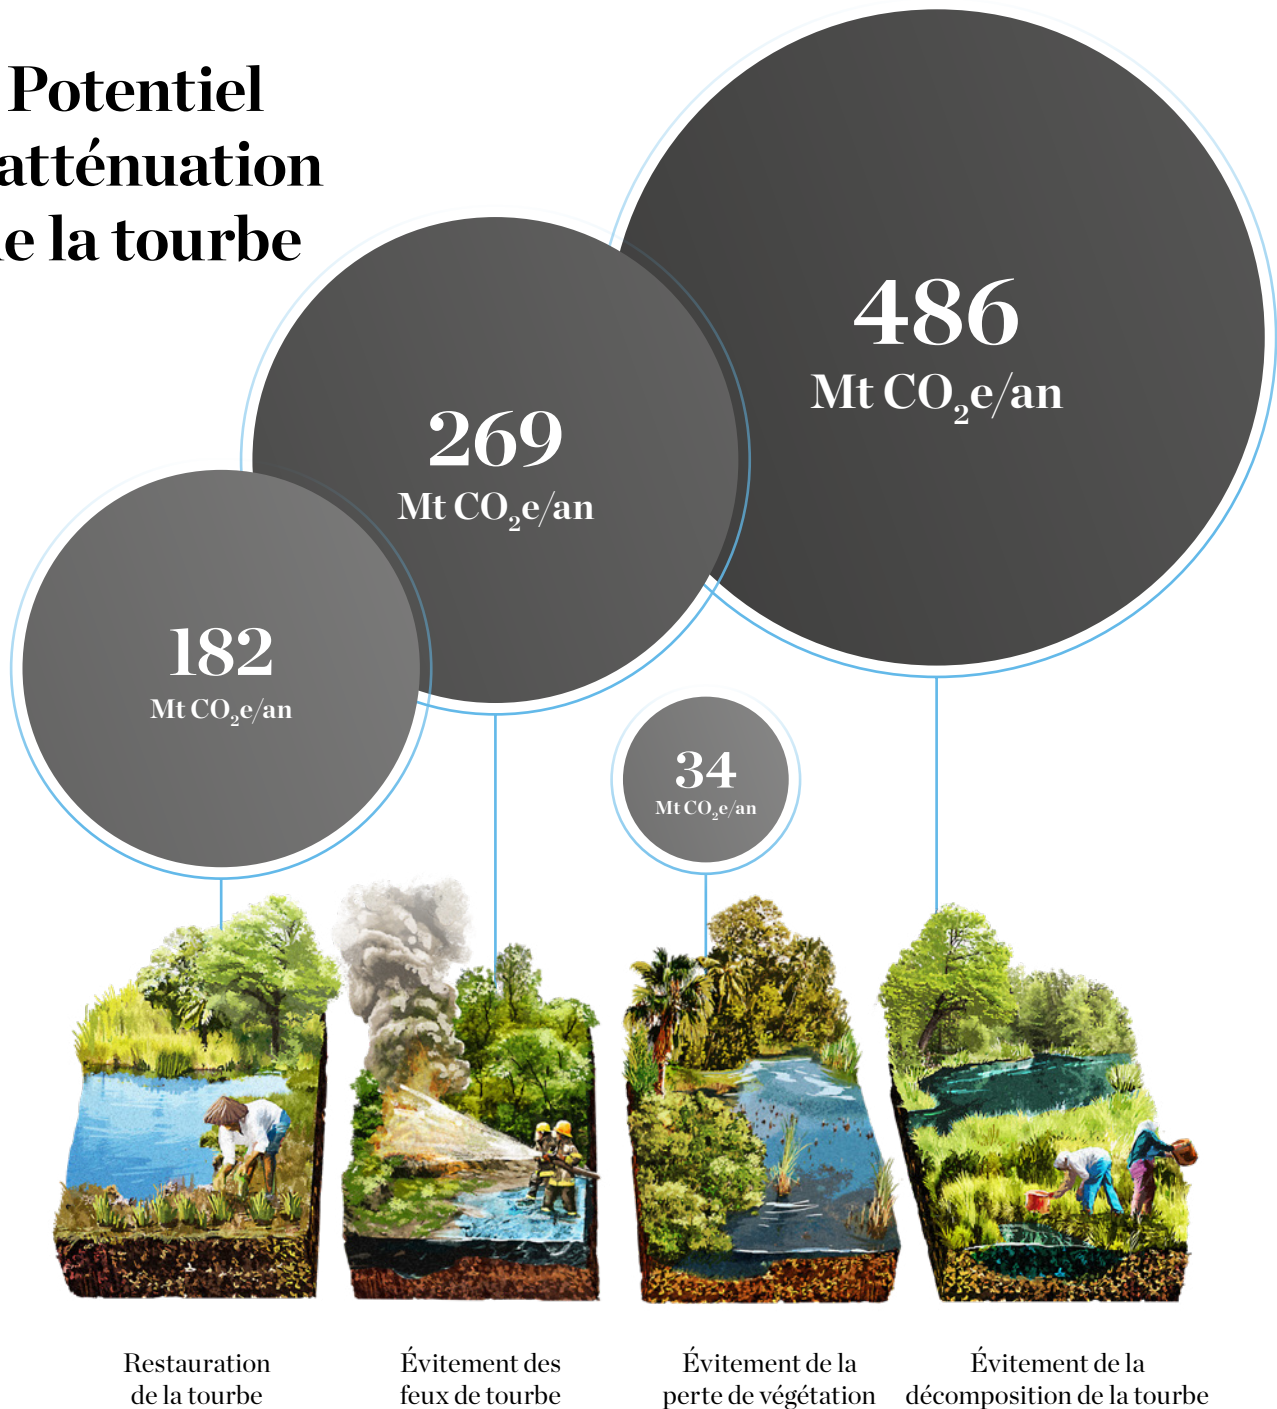 Potentiel
atténuation
de la tourbe
486
Mt CO₂e/an
269
Mt CO₂e/an
182
Mt CO₂e/an
34
Mt CO₂e/an
Restauration
de la tourbe
Évitement des
feux de tourbe
Évitement de la
perte de végétation
Évitement de la
décomposition de la tourbe